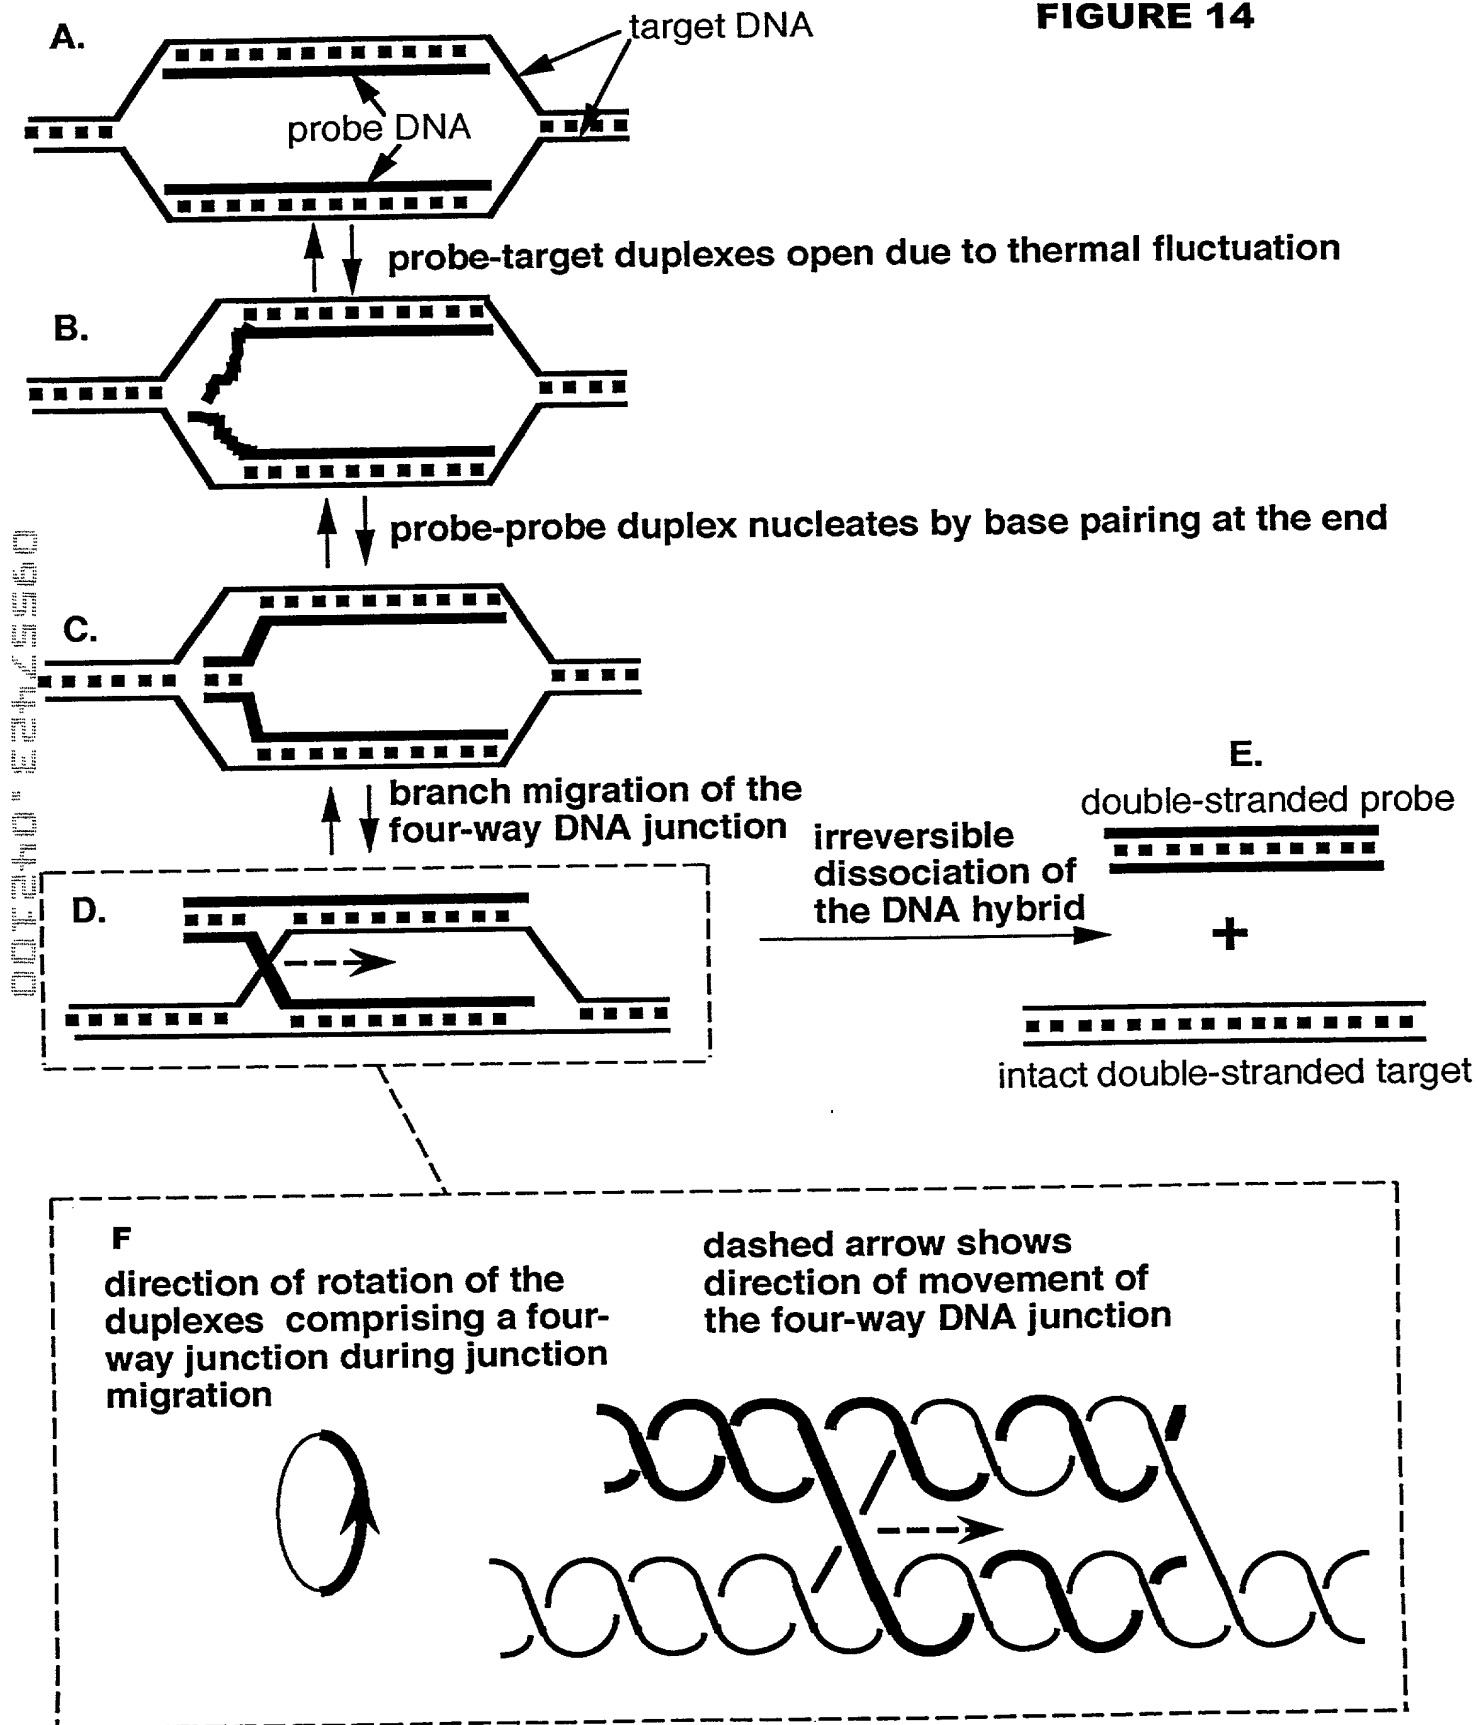 FIGURE 14
A.
target DNA
probe DNA
probe-target duplexes open due to thermal fluctuation
B.
probe-probe duplex nucleates by base pairing at the end
C.
branch migration of the
four-way DNA junction
D.
irreversible
dissociation of
the DNA hybrid
E.
double-stranded probe
+
intact double-stranded target
F
direction of rotation of the
duplexes comprising a four-
way junction during junction
migration
dashed arrow shows
direction of movement of
the four-way DNA junction